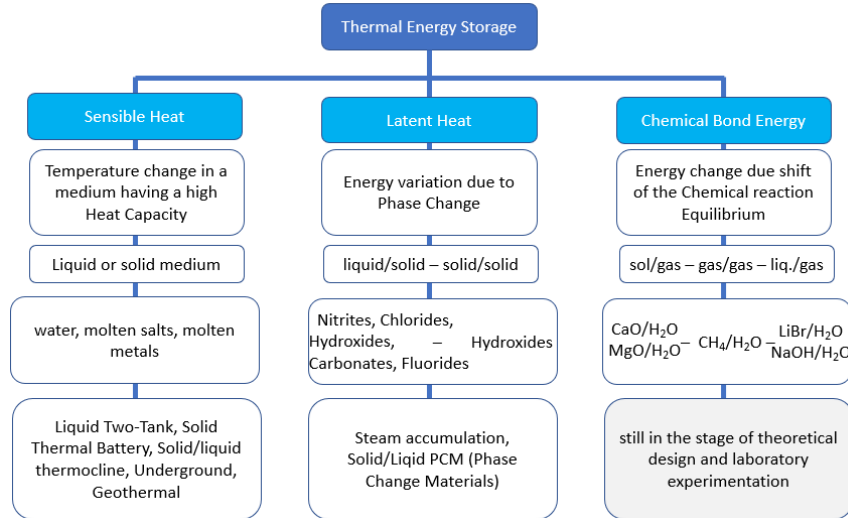 Thermal Energy Storage
Sensible Heat
Temperature change in a
medium having a high
Heat Capacity
Liquid or solid medium
water, molten salts, molten
metals
Liquid Two-Tank, Solid
Thermal Battery, Solid/liquid
thermocline, Underground,
Geothermal
Latent Heat
Energy variation due to
Phase Change
liquid/solid – solid/solid
Nitrites, Chlorides,
Hydroxides, – Hydroxides
Carbonates, Fluorides
Steam accumulation,
Solid/Liqid PCM (Phase
Change Materials)
Chemical Bond Energy
Energy change due shift
of the Chemical reaction
Equilibrium
sol/gas – gas/gas – liq./gas
CaO/H₂O
MgO/H₂O
– CH₄/H₂O –
LiBr/H₂O
NaOH/H₂O
still in the stage of theoretical
design and laboratory
experimentation